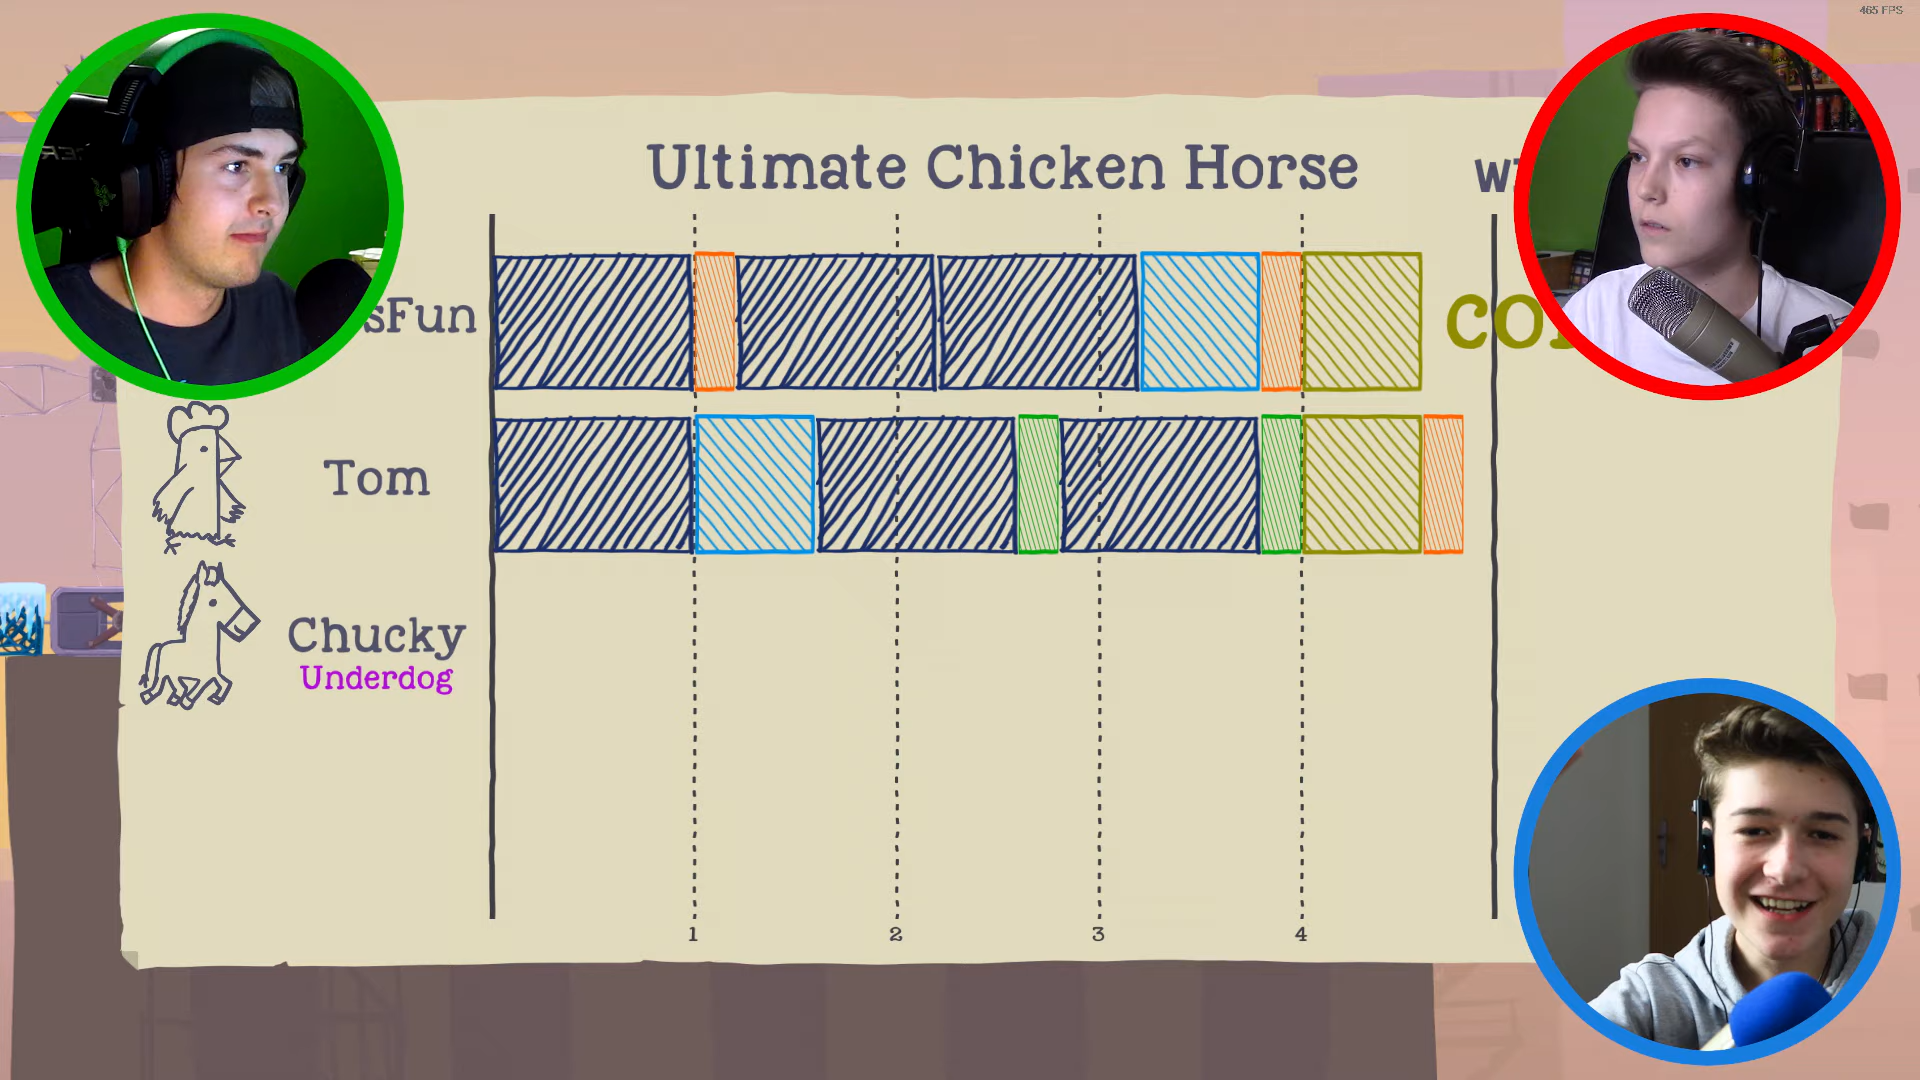 465 FPS
Ultimate Chicken Horse
sFun
Tom
Chucky
Underdog
1 2 3 4